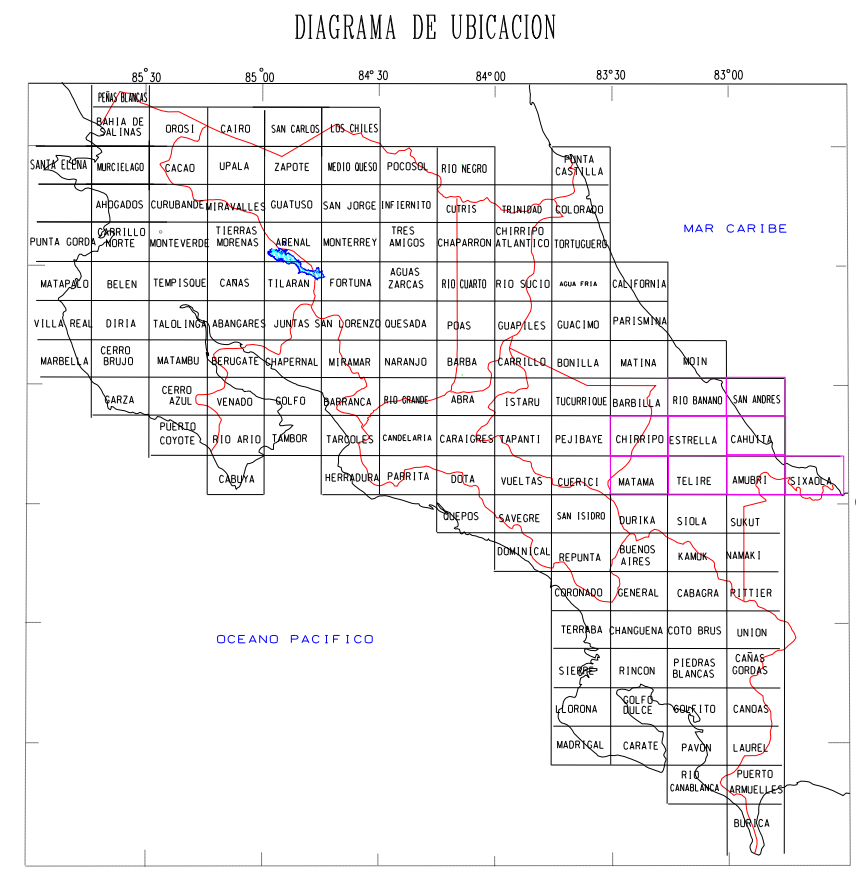 DIAGRAMA DE UBICACION
85°30 85°00 84°30 84°00 83°30 83°00
PEÑAS BLANCAS
BAHIA DE SALINAS OROSI CAIRO SAN CARLOS LOS CHILES
SANTA ELENA MURCIELAGO CACAO UPALA ZAPOTE MEDIO QUESO POCOSOL RIO NEGRO PUNTA CASTILLA
AHOGADOS CURUBANDE MIRAVALLES GUATUSO SAN JORGE INFIERNITO CUTRIS TRINIDAD COLORADO
MAR CARIBE
PUNTA GORDA CARRILLO NORTE MONTEVERDE TIERRAS MORENAS ARENAL MONTERREY TRES AMIGOS CHAPARRON CHIRRIPO ATLANTICO TORTUGUERO
MATAPALO BELEN TEMPISQUE CAÑAS TILARAN FORTUNA AGUAS ZARCAS RIO CUARTO RIO SUCIO AGUA FRIA CALIFORNIA
VILLA REAL DIRIA TALOLINGA ABANGARES JUNTAS SAN LORENZO QUESADA POAS GUAPILES GUACIMO PARISMINA
MARBELLA CERRO BRUJO MATAMBU BERUGATE CHAPERNAL MIRAMAR NARANJO BARBA CARRILLO BONILLA MATINA MOIN
GARZA CERRO AZUL VENADO GOLFO BARRANCA RIO GRANDE ABRA ISTARU TUCURRIQUE BARBILLA RIO BANANO SAN ANDRES
PUERTO COYOTE RIO ARIO TAMBOR TARCOLES CANDELARIA CARAIGRES TAPANTI PEJIBAYE CHIRRIPO ESTRELLA CAHUITA
CABUYA HERRADURA PARRITA DOTA VUELTAS CUERICI MATAMA TELIRE AMUBRI SIXAOLA
QUEPOS SAVEGRE SAN ISIDRO DURIKA SIOLA SUKUT
DOMINICAL REPUNTA BUENOS AIRES KAMUK NAMAKI
CORONADO GENERAL CABAGRA PITTIER
OCEANO PACIFICO
TERRABA CHANGUENA COTO BRUS UNION
SIERPE RINCON PIEDRAS BLANCAS CAÑAS GORDAS
LLORONA GOLFO DULCE GOLFITO CANOAS
MADRIGAL CARATE PAVON LAUREL
RIO CANABLANCA PUERTO ARMUELLES
BURICA